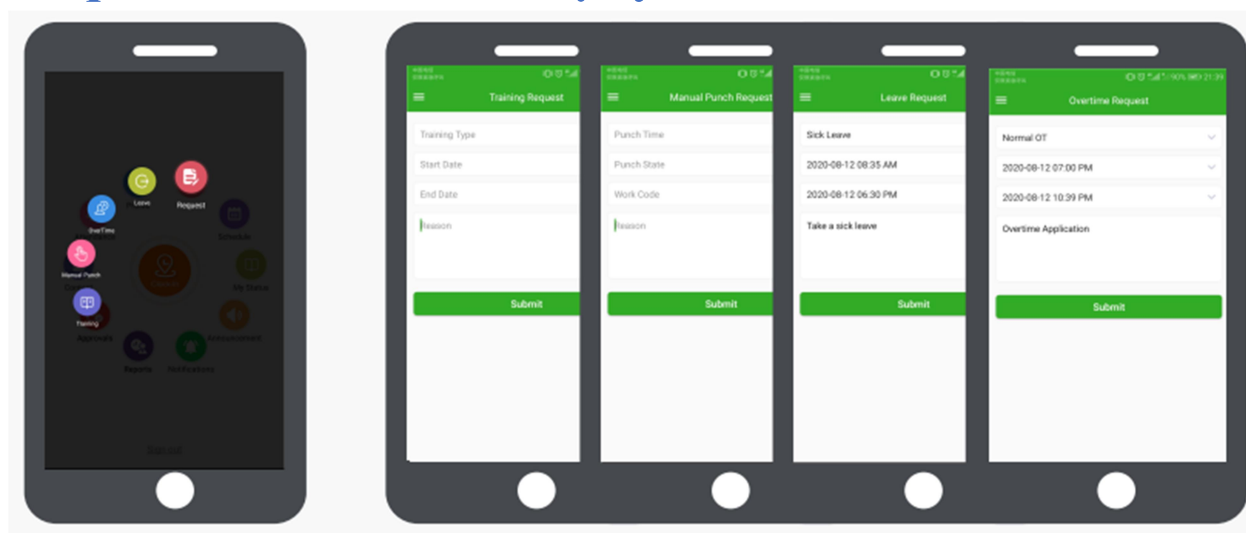 Leave
Request
OverTime
Schedule
Manual Punch
My Status
Training
Approvals
Announcement
Reports
Notifications
Training Request
Training Type
Start Date
End Date
Reason
Submit
Manual Punch Request
Punch Time
Punch State
Work Code
Reason
Submit
Leave Request
Sick Leave
2020-08-12 08:35 AM
2020-08-12 06:30 PM
Take a sick leave
Submit
90% 21:39
Overtime Request
Normal OT
2020-08-12 07:00 PM
2020-08-12 10:39 PM
Overtime Application
Submit